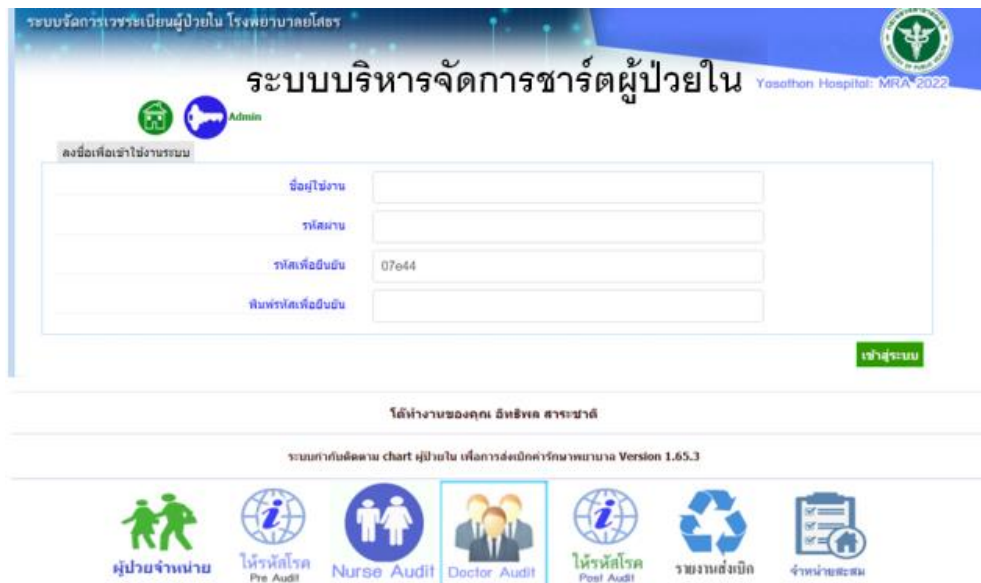 ระบบจัดการเวชระเบียนผู้ป่วยใน โรงพยาบาลยโสธร
ระบบบริหารจัดการชาร์ตผู้ป่วยใน
Yasothon Hospital: MRA-2022
Admin
ลงชื่อเพื่อเข้าใช้งานระบบ
ชื่อผู้ใช้งาน
รหัสผ่าน
รหัสเพื่อยืนยัน 07e44
พิมพ์รหัสเพื่อยืนยัน
เข้าสู่ระบบ
โต๊ทำงานของคุณ อิทธิพล สาระชาติ
ระบบกำกับติดตาม chart ผู้ป่วยใน เพื่อการส่งเบิกค่ารักษาพยาบาล Version 1.65.3
ผู้ป่วยจำหน่าย
ให้รหัสโรค
Pre Audit
Nurse Audit
Doctor Audit
ให้รหัสโรค
Post Audit
รายงานส่งเบิก
จำหน่ายสะสม